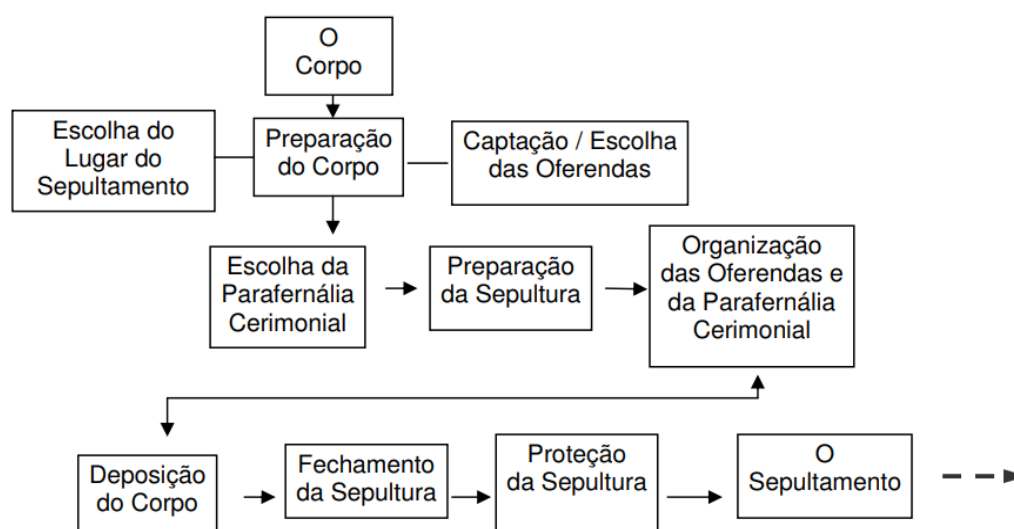 O
Corpo
Escolha do
Lugar do
Sepultamento
Preparação
do Corpo
Captação / Escolha
das Oferendas
Escolha da
Parafernália
Cerimonial
Preparação
da Sepultura
Organização
das Oferendas e
da Parafernália
Cerimonial
Deposição
do Corpo
Fechamento
da Sepultura
Proteção
da Sepultura
O
Sepultamento